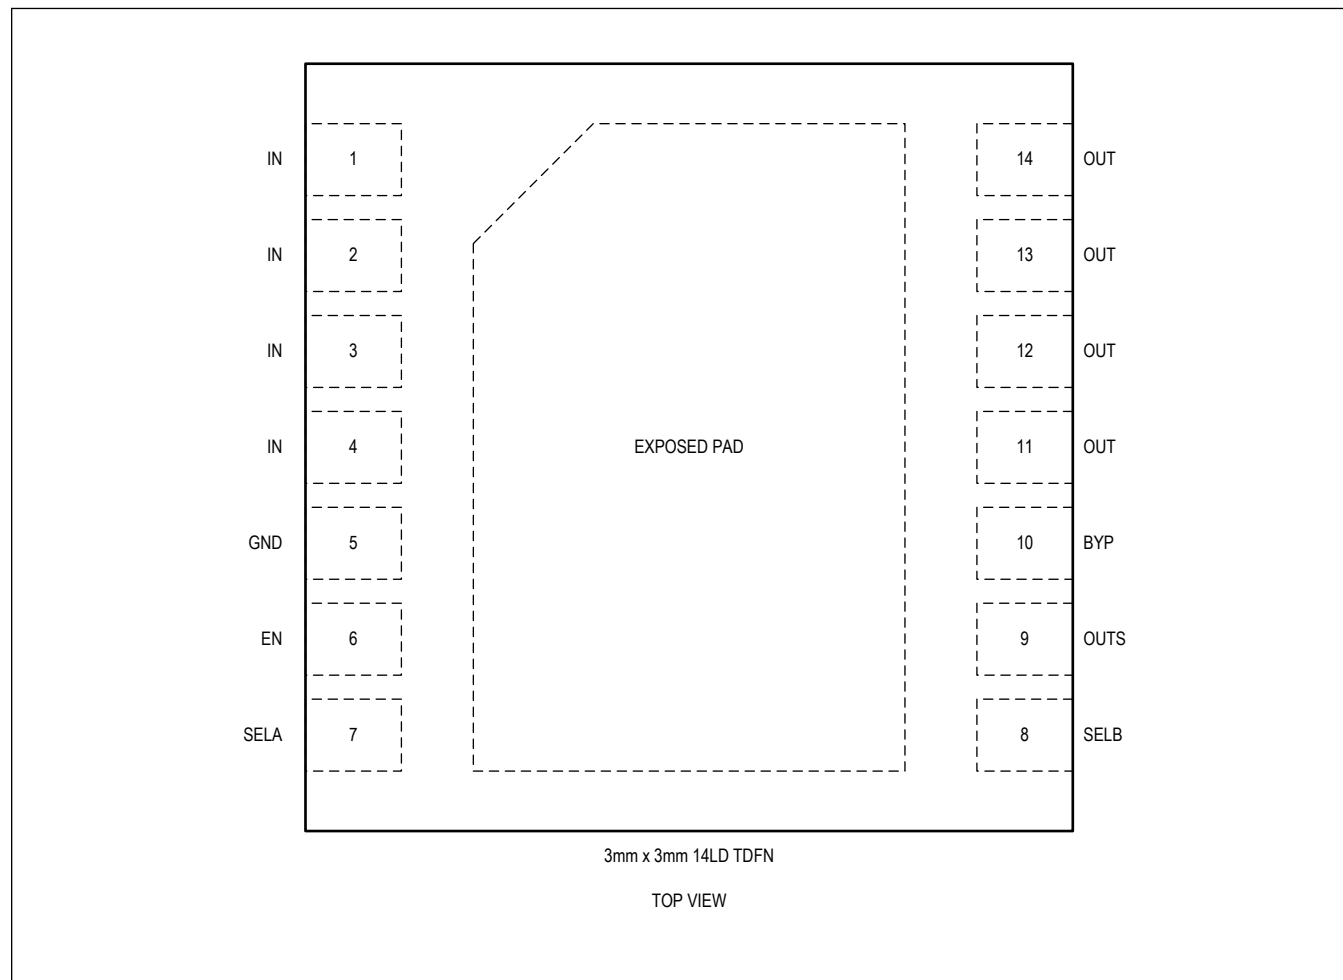 IN 1 14 OUT
IN 2 13 OUT
IN 3 12 OUT
IN 4 EXPOSED PAD 11 OUT
GND 5 10 BYP
EN 6 9 OUTS
SELA 7 8 SELB
3mm x 3mm 14LD TDFN
TOP VIEW